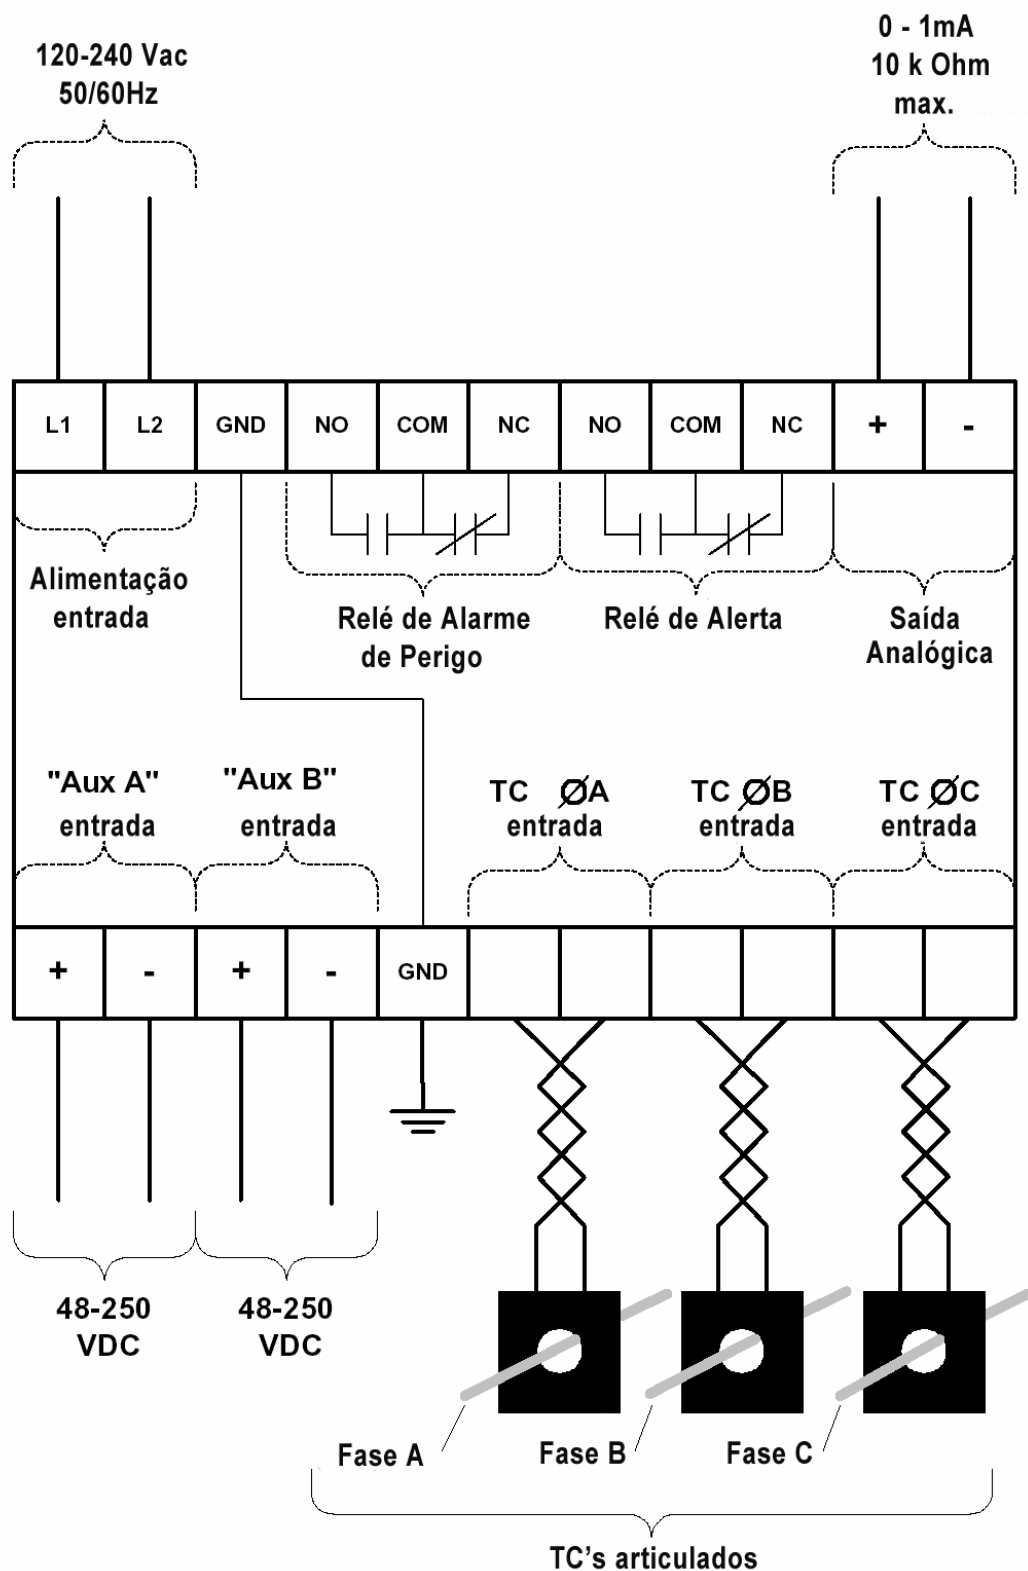 120-240 Vac
50/60Hz
0 - 1mA
10 k Ohm
max.
L1 L2 GND NO COM NC NO COM NC + -
Alimentação
entrada
Relé de Alarme
de Perigo
Relé de Alerta
Saída
Analógica
"Aux A"
entrada
"Aux B"
entrada
TC ØA
entrada
TC ØB
entrada
TC ØC
entrada
+ - + - GND
48-250
VDC
48-250
VDC
Fase A
Fase B
Fase C
TC's articulados